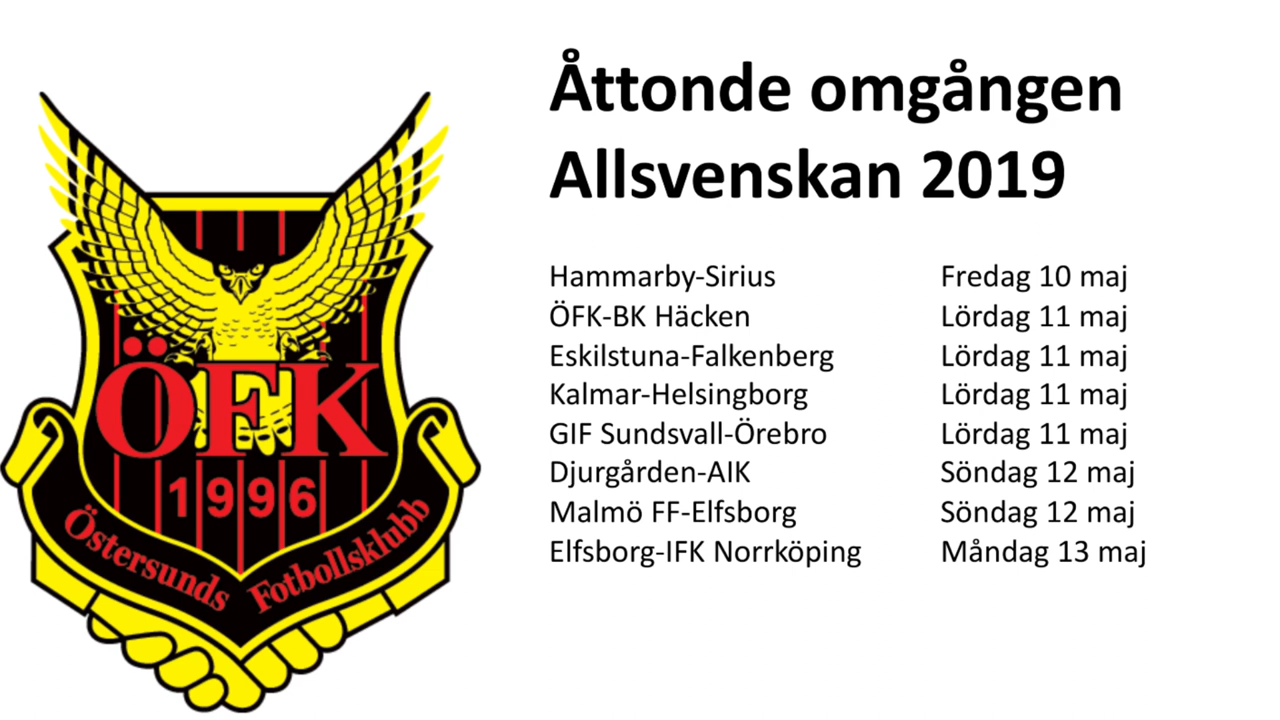 Åttonde omgången
Allsvenskan 2019
Hammarby-Sirius Fredag 10 maj
ÖFK-BK Häcken Lördag 11 maj
Eskilstuna-Falkenberg Lördag 11 maj
Kalmar-Helsingborg Lördag 11 maj
GIF Sundsvall-Örebro Lördag 11 maj
Djurgården-AIK Söndag 12 maj
Malmö FF-Elfsborg Söndag 12 maj
Elfsborg-IFK Norrköping Måndag 13 maj
ÖFK
1996
Östersunds Fotbollsklubb